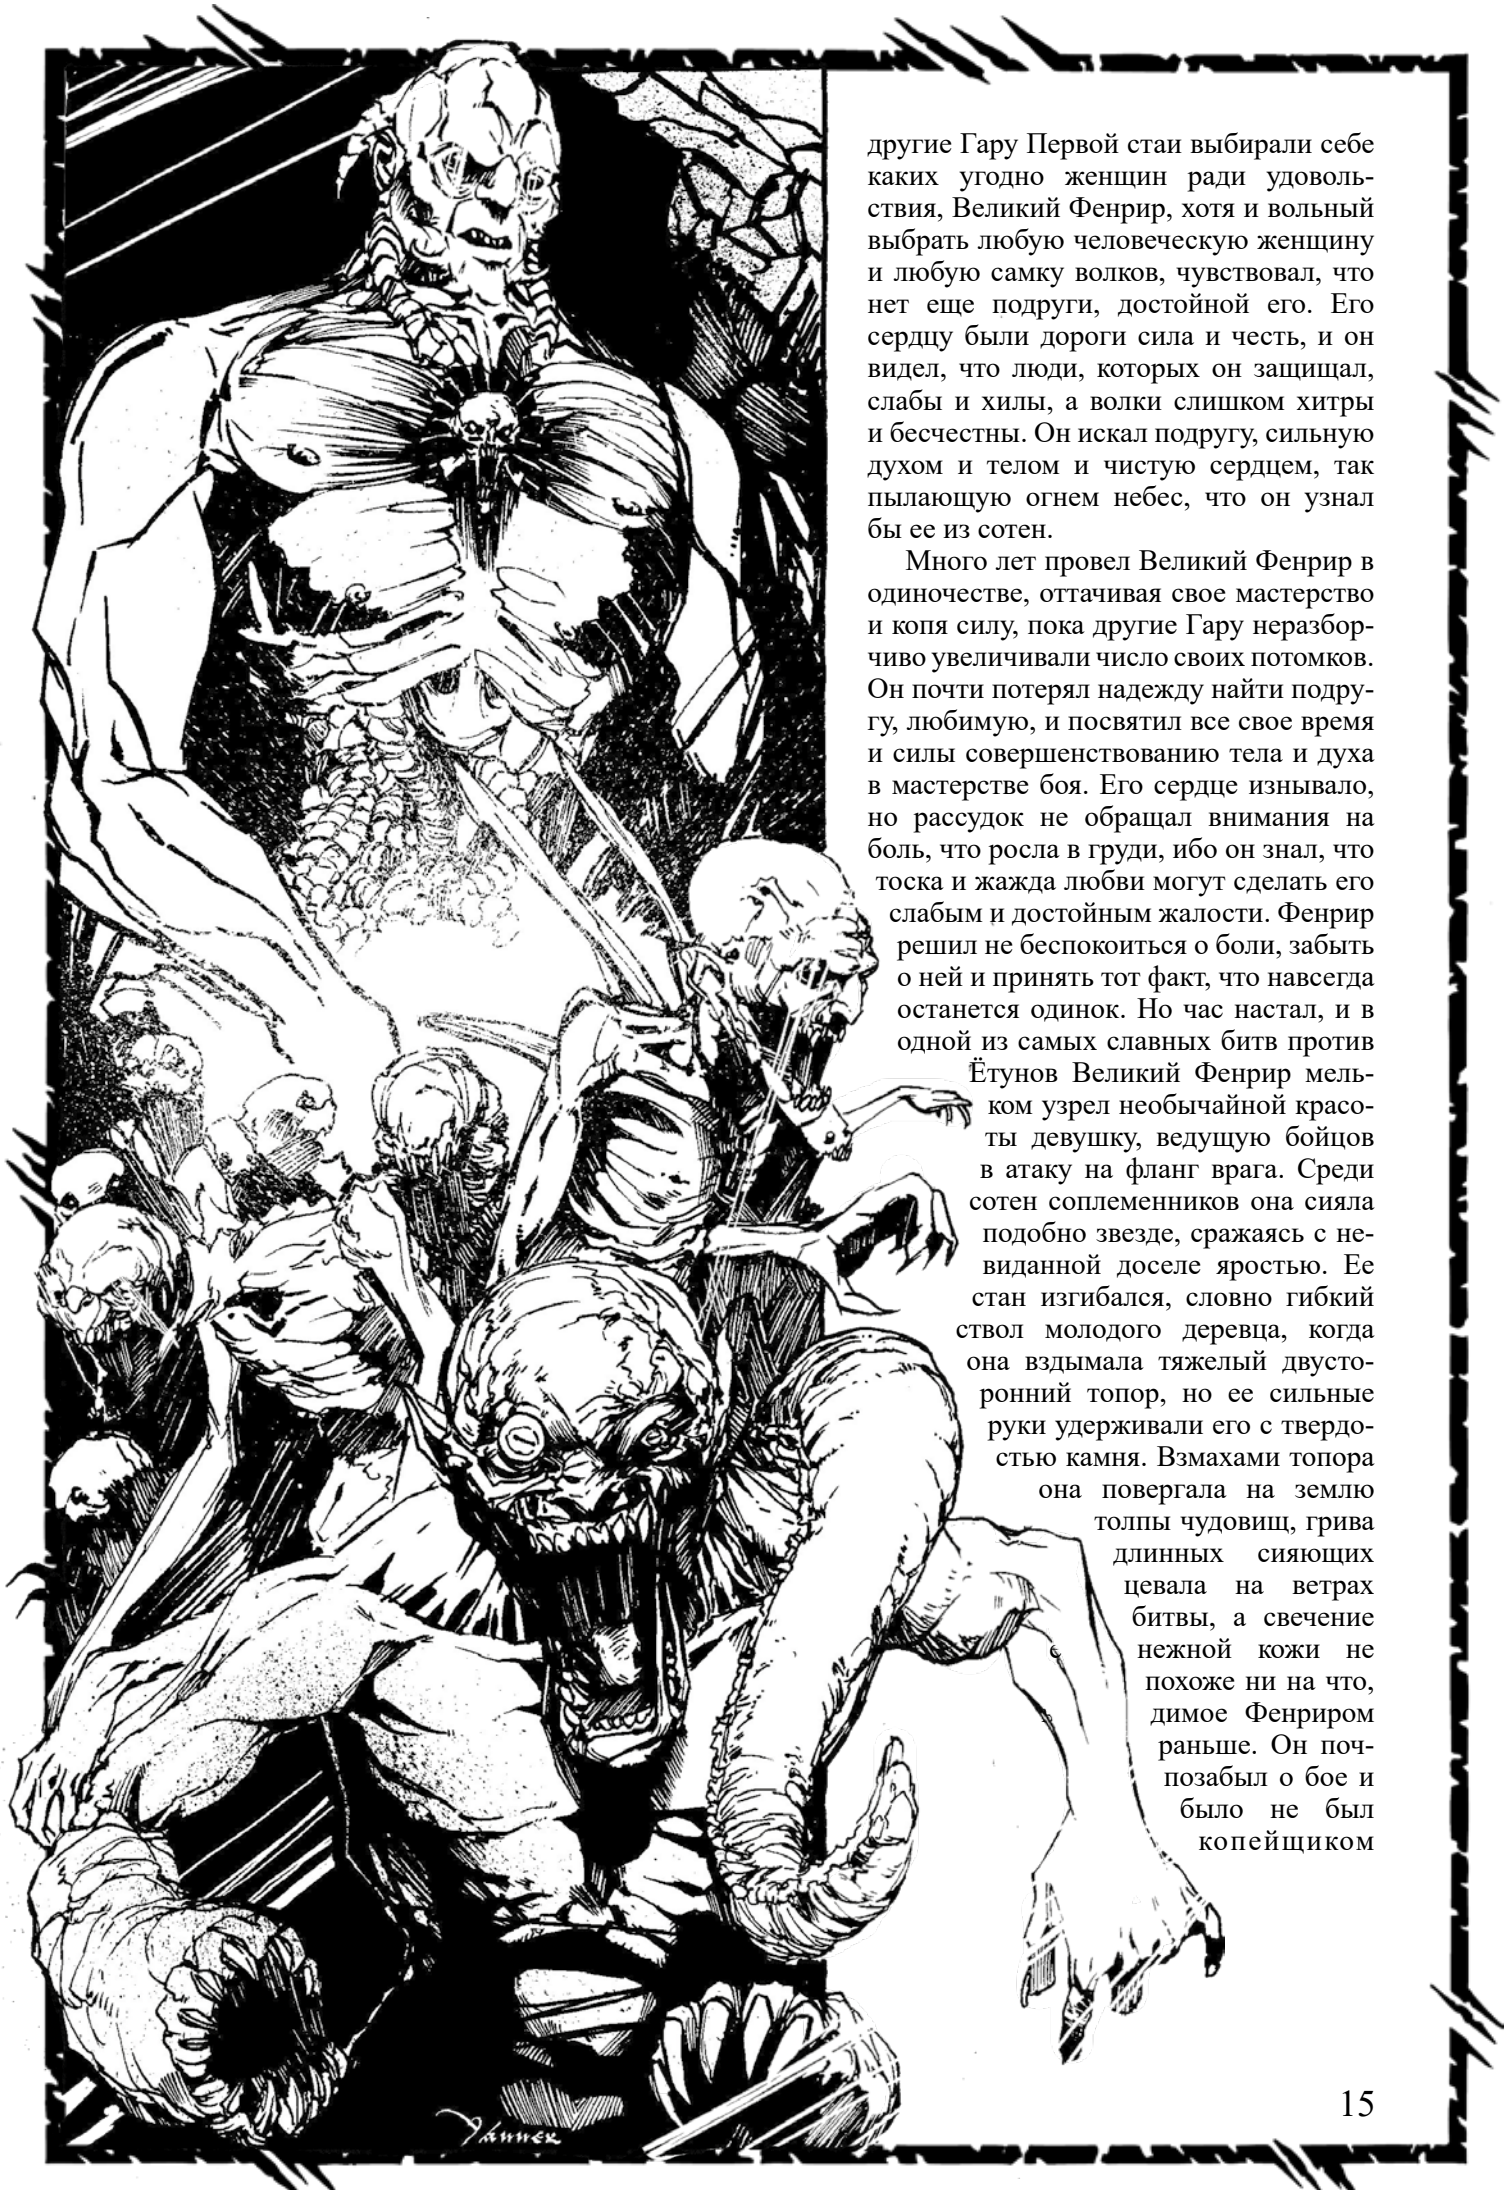 другие Гару Первой стаи выбирали себе
каких угодно женщин ради удоволь-
ствия, Великий Фенрир, хотя и вольный
выбрать любую человеческую женщину
и любую самку волков, чувствовал, что
нет еще подруги, достойной его. Его
сердцу были дороги сила и честь, и он
видел, что люди, которых он защищал,
слабы и хилы, а волки слишком хитры
и бесчестны. Он искал подругу, сильную
духом и телом и чистую сердцем, так
пылающую огнем небес, что он узнал
бы ее из сотен.
Много лет провел Великий Фенрир в
одиночестве, оттачивая свое мастерство
и копя силу, пока другие Гару неразбор-
чиво увеличивали число своих потомков.
Он почти потерял надежду найти подру-
гу, любимую, и посвятил все свое время
и силы совершенствованию тела и духа
в мастерстве боя. Его сердце изнывало,
но рассудок не обращал внимания на
боль, что росла в груди, ибо он знал, что
тоска и жажда любви могут сделать его
слабым и достойным жалости. Фенрир
решил не беспокоиться о боли, забыть
о ней и принять тот факт, что навсегда
останется одинок. Но час настал, и в
одной из самых славных битв против
Ётунов Великий Фенрир мель-
ком узрел необычайной красо-
ты девушку, ведущую бойцов
в атаку на фланг врага. Среди
сотен соплеменников она сияла
подобно звезде, сражаясь с не-
виданной доселе яростью. Ее
стан изгибался, словно гибкий
ствол молодого деревца, когда
она вздымала тяжелый двусто-
ронний топор, но ее сильные
руки удерживали его с твердо-
стью камня. Взмахами топора
она повергала на землю
толпы чудовищ, грива
длинных сияющих
цевала на ветрах
битвы, а свечение
нежной кожи не
похоже ни на что,
димое Фенриром
раньше. Он поч-
позабыл о бое и
было не был
копейщиком
Vanner
15